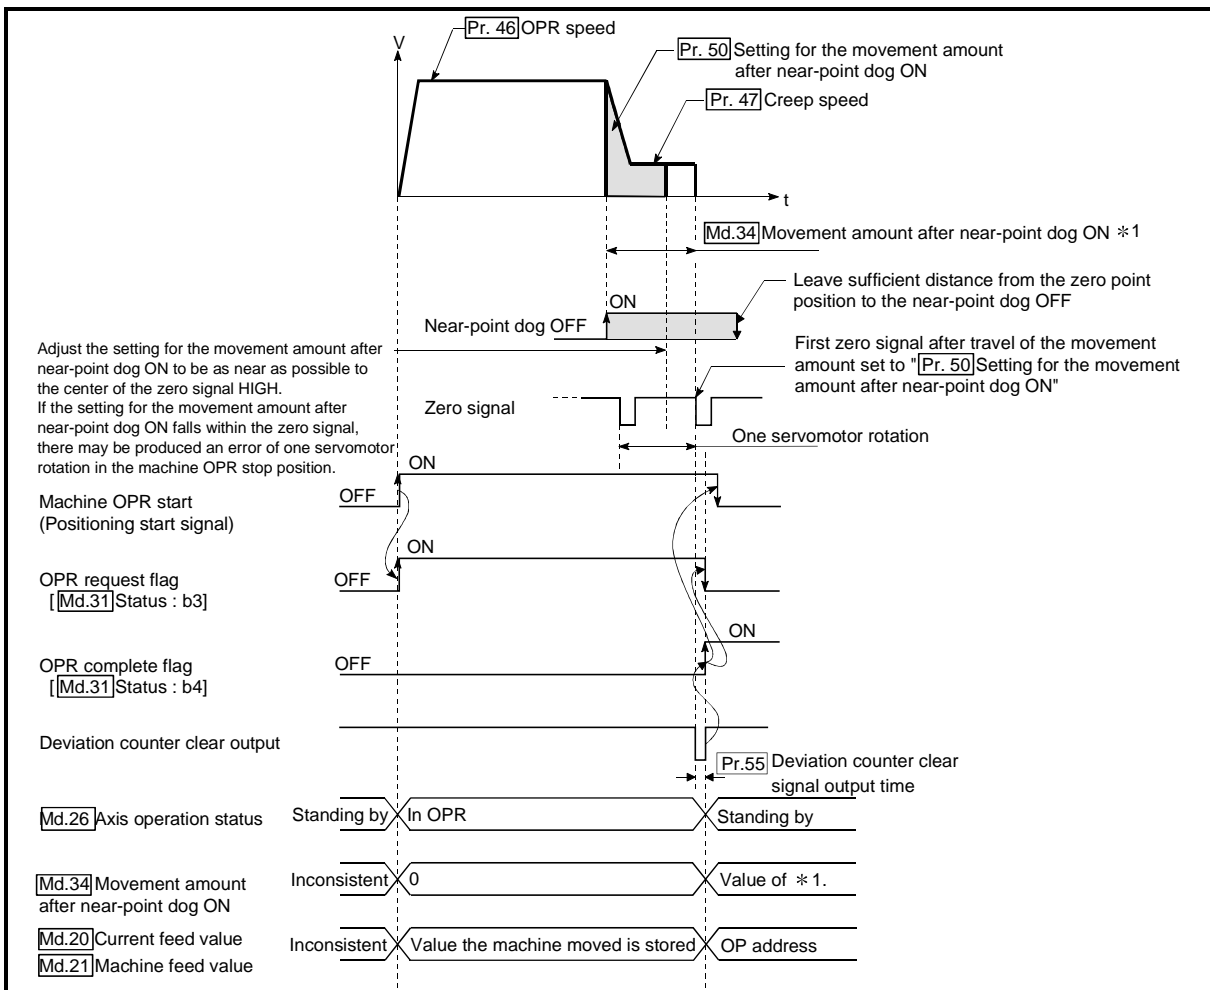 Pr. 46 OPR speed
V
Pr. 50 Setting for the movement amount
after near-point dog ON
Pr. 47 Creep speed
t
Md.34 Movement amount after near-point dog ON *1
Leave sufficient distance from the zero point
position to the near-point dog OFF
ON
Near-point dog OFF
First zero signal after travel of the movement
amount set to "Pr. 50 Setting for the movement
amount after near-point dog ON"
Adjust the setting for the movement amount after
near-point dog ON to be as near as possible to
the center of the zero signal HIGH.
If the setting for the movement amount after
near-point dog ON falls within the zero signal,
there may be produced an error of one servomotor
rotation in the machine OPR stop position.
Zero signal
One servomotor rotation
ON
Machine OPR start
(Positioning start signal)
OFF
ON
OPR request flag
[ Md.31 Status : b3]
OFF
ON
OPR complete flag
[ Md.31 Status : b4]
OFF
Deviation counter clear output
Pr.55 Deviation counter clear
signal output time
Md.26 Axis operation status
Standing by
In OPR
Standing by
Md.34 Movement amount
after near-point dog ON
Inconsistent
0
Value of *1.
Md.20 Current feed value
Md.21 Machine feed value
Inconsistent
Value the machine moved is stored
OP address